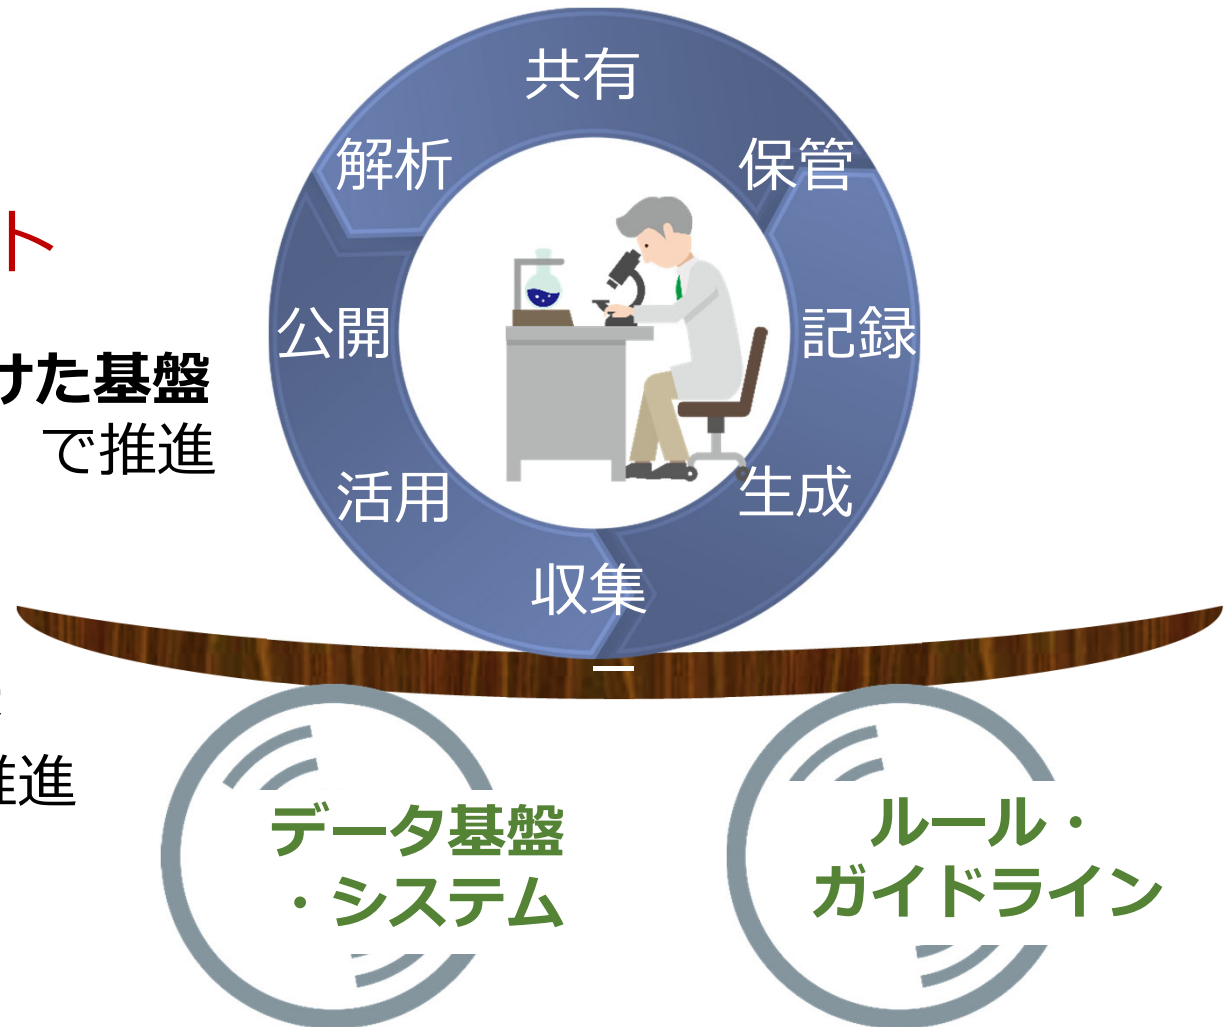 共有
解析
保管
ト
公開
記録
けた基盤
で推進
活用
生成
収集
推進
データ基盤
・システム
ルール・
ガイドライン